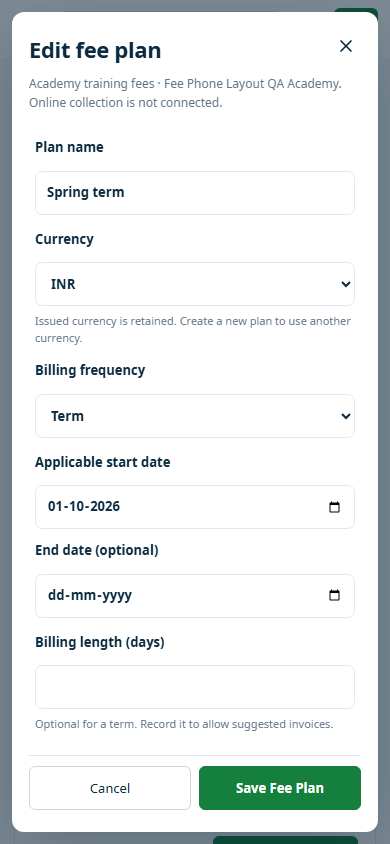 Edit fee plan
Academy training fees · Fee Phone Layout QA Academy.
Online collection is not connected.
Plan name
Spring term
Currency
INR
Issued currency is retained. Create a new plan to use another
currency.
Billing frequency
Term
Applicable start date
01-10-2026
End date (optional)
dd-mm-yyyy
Billing length (days)
Optional for a term. Record it to allow suggested invoices.
Cancel
Save Fee Plan